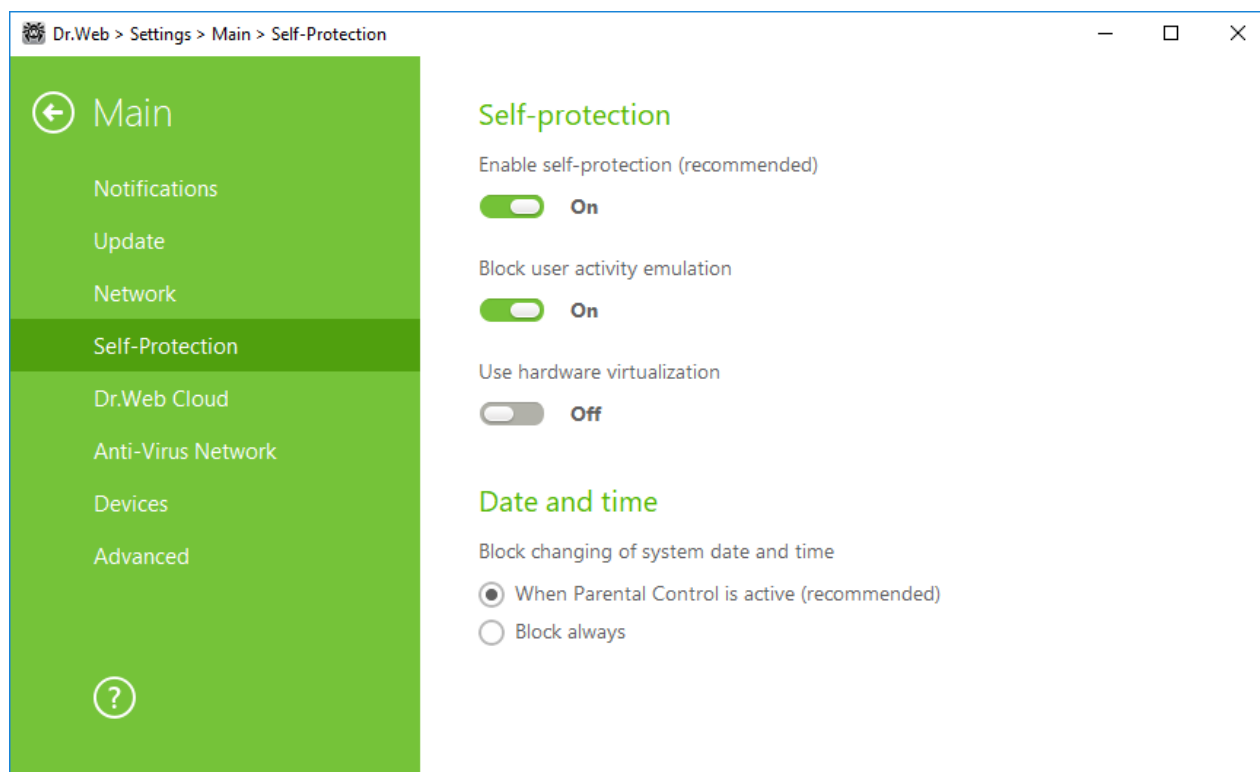 Dr.Web > Settings > Main > Self-Protection
Main
Notifications
Update
Network
Self-Protection
Dr.Web Cloud
Anti-Virus Network
Devices
Advanced
?
Self-protection
Enable self-protection (recommended)
On
Block user activity emulation
On
Use hardware virtualization
Off
Date and time
Block changing of system date and time
When Parental Control is active (recommended)
Block always